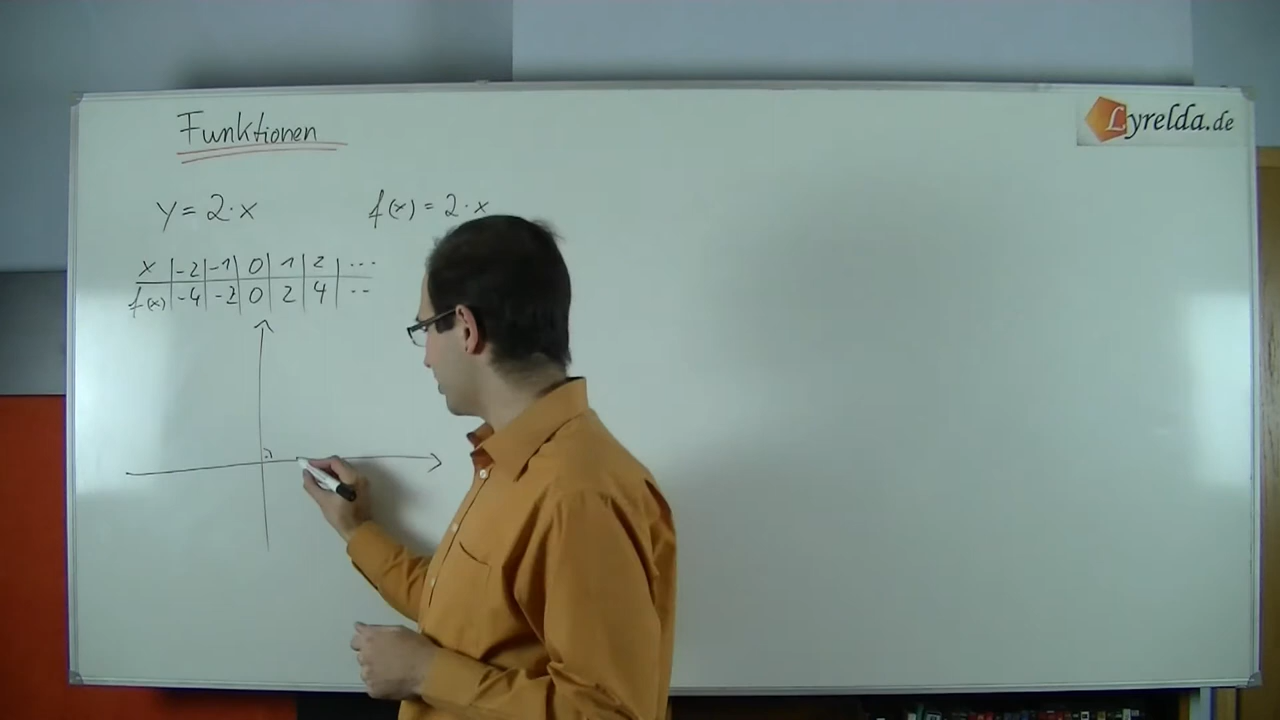 Funktionen
Lyrelda.de
y = 2·x
f(x) = 2·x
x | -2 | -1 | 0 | 1 | 2 | ...
f(x) | -4 | -2 | 0 | 2 | 4 | ..